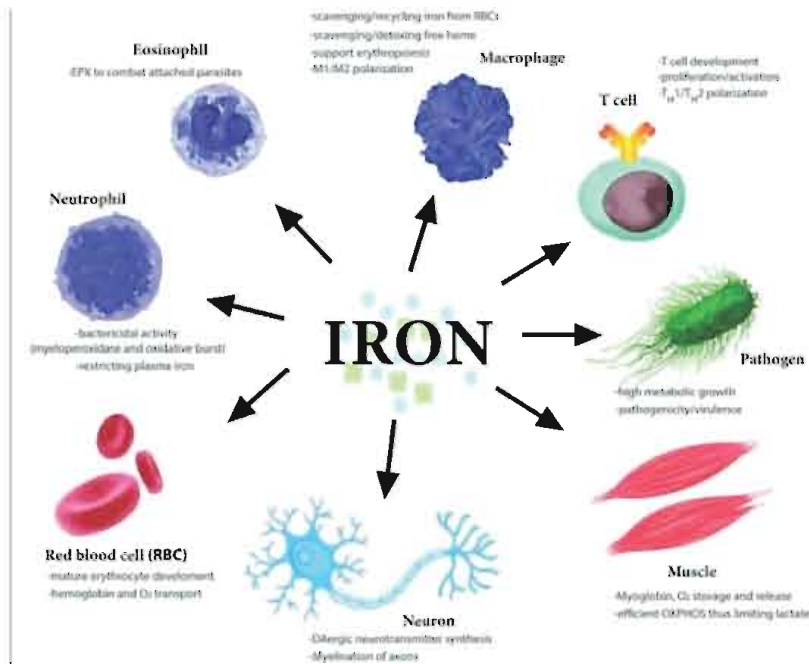 -scavenging/recycling iron from RBCs
-scavenging/detoxing free heme
-support erythropoiesis
-M1/M2 polarization
Macrophage
Eosinophil
-EPX to combat attached parasites
-T cell development
-proliferation/activation
-TH1/TH2 polarization
T cell
Neutrophil
-bactericidal activity
(myeloperoxidase and oxidative burst)
-restricting plasma iron
IRON
Pathogen
-high metabolic growth
-pathogenicity/virulence
Red blood cell (RBC)
-mature erythrocyte develoment
-hemoglobin and O₂ transport
Neuron
-DAergic neurotransmitter synthesis
-Myelination of axons
Muscle
-Myoglobin, O₂ storage and release
-efficient OXPHOS thus limiting lactate